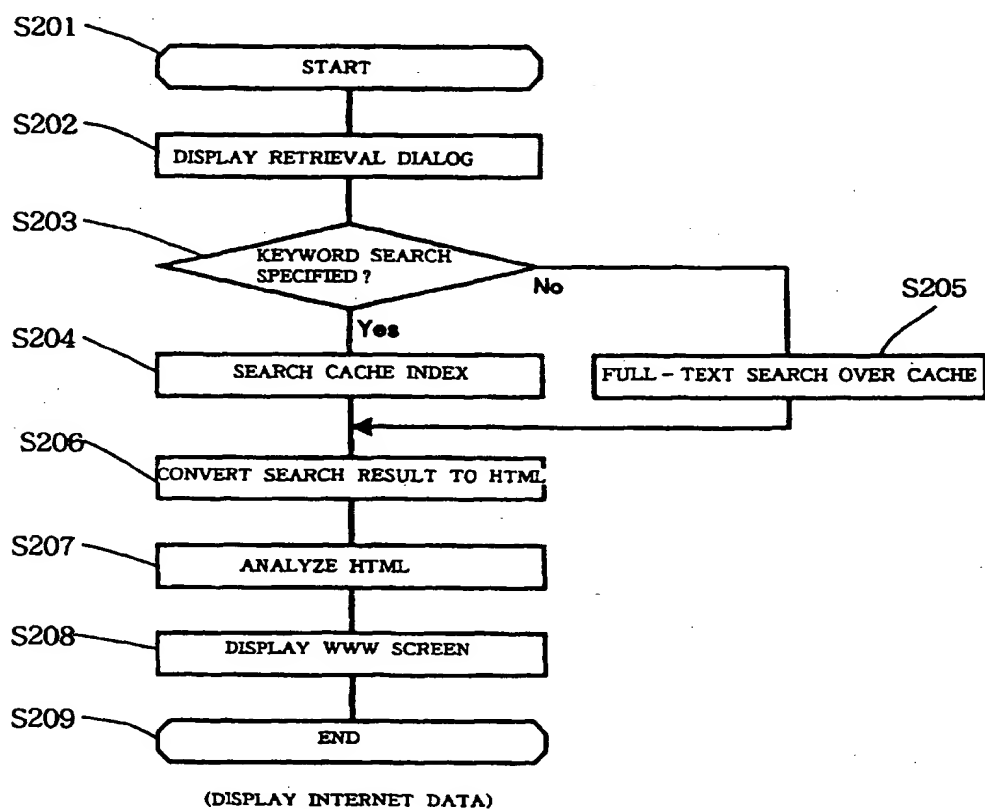 S201
START
S202
DISPLAY RETRIEVAL DIALOG
S203
KEYWORD SEARCH
SPECIFIED?
No
Yes
S204
SEARCH CACHE INDEX
S205
FULL-TEXT SEARCH OVER CACHE
S206
CONVERT SEARCH RESULT TO HTML
S207
ANALYZE HTML
S208
DISPLAY WWW SCREEN
S209
END
(DISPLAY INTERNET DATA)